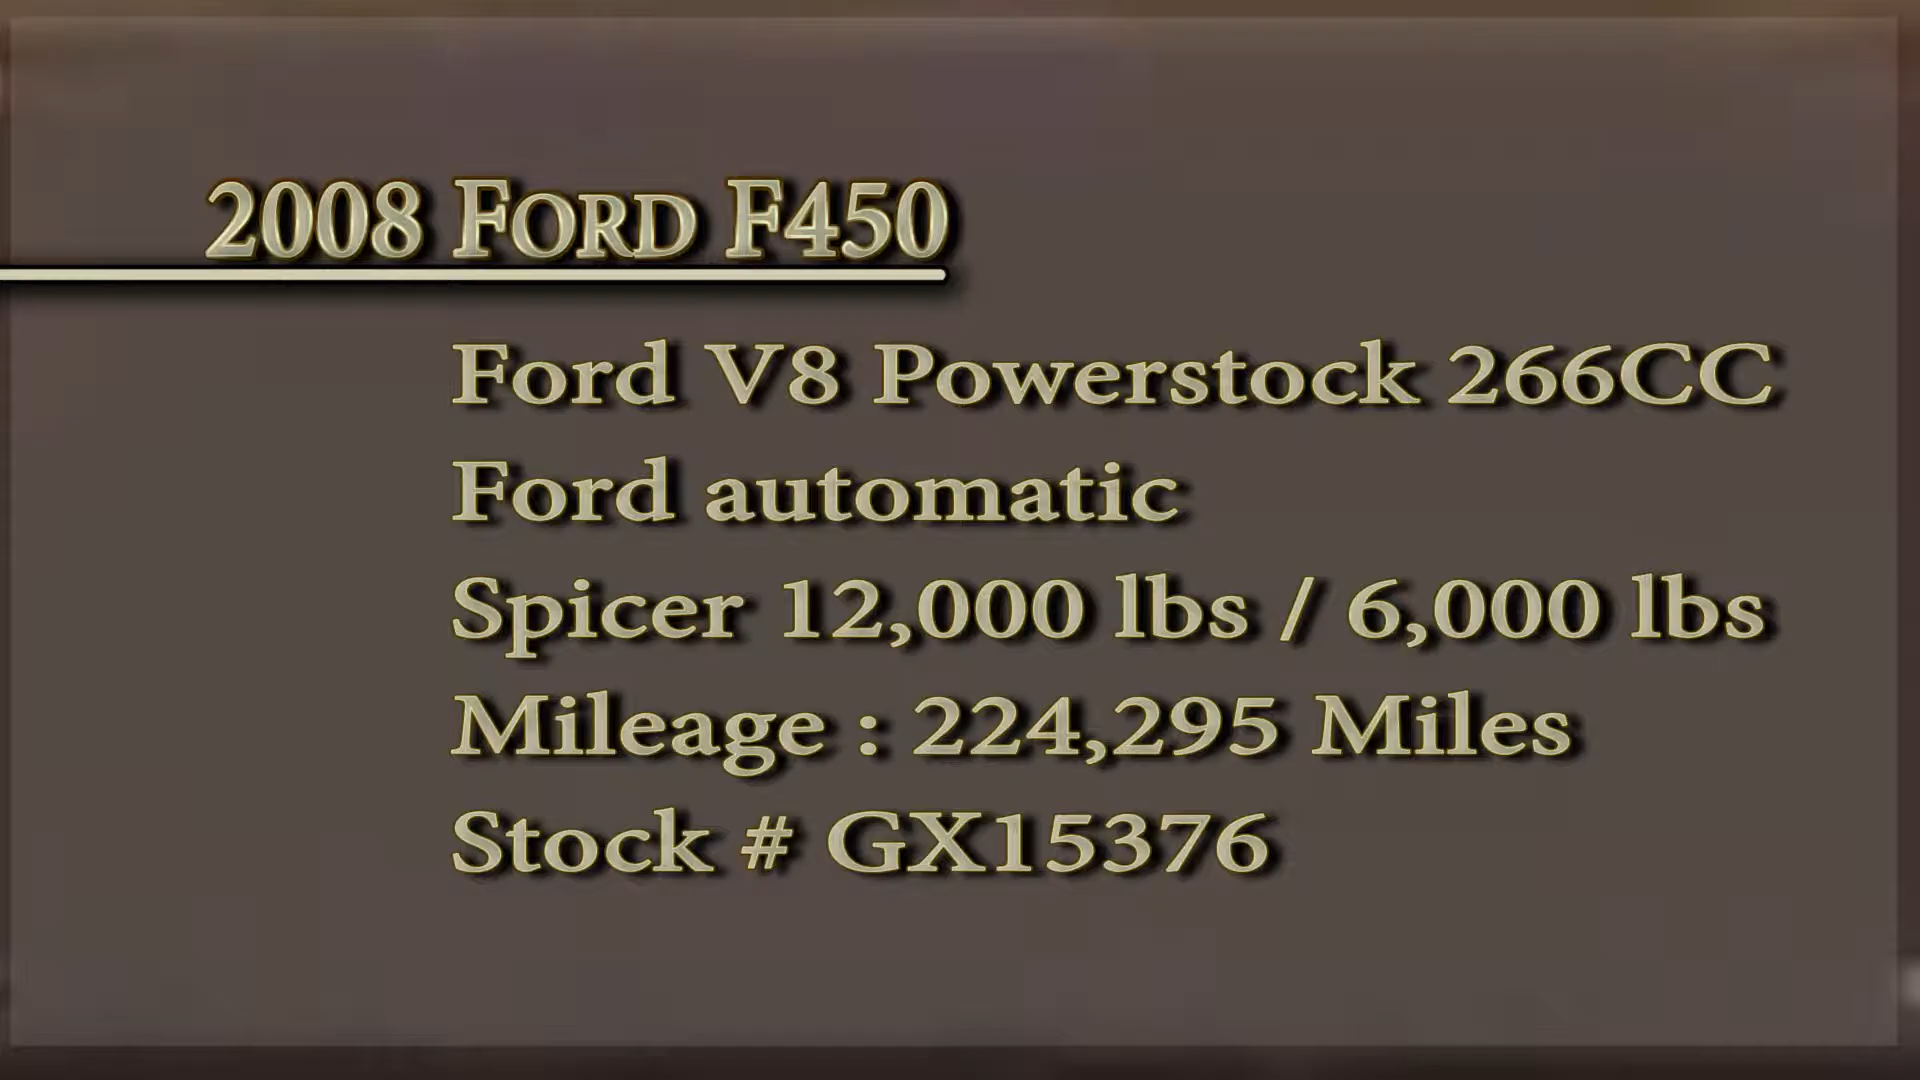 2008 Ford F450
Ford V8 Powerstock 266CC
Ford automatic
Spicer 12,000 lbs / 6,000 lbs
Mileage : 224,295 Miles
Stock # GX15376